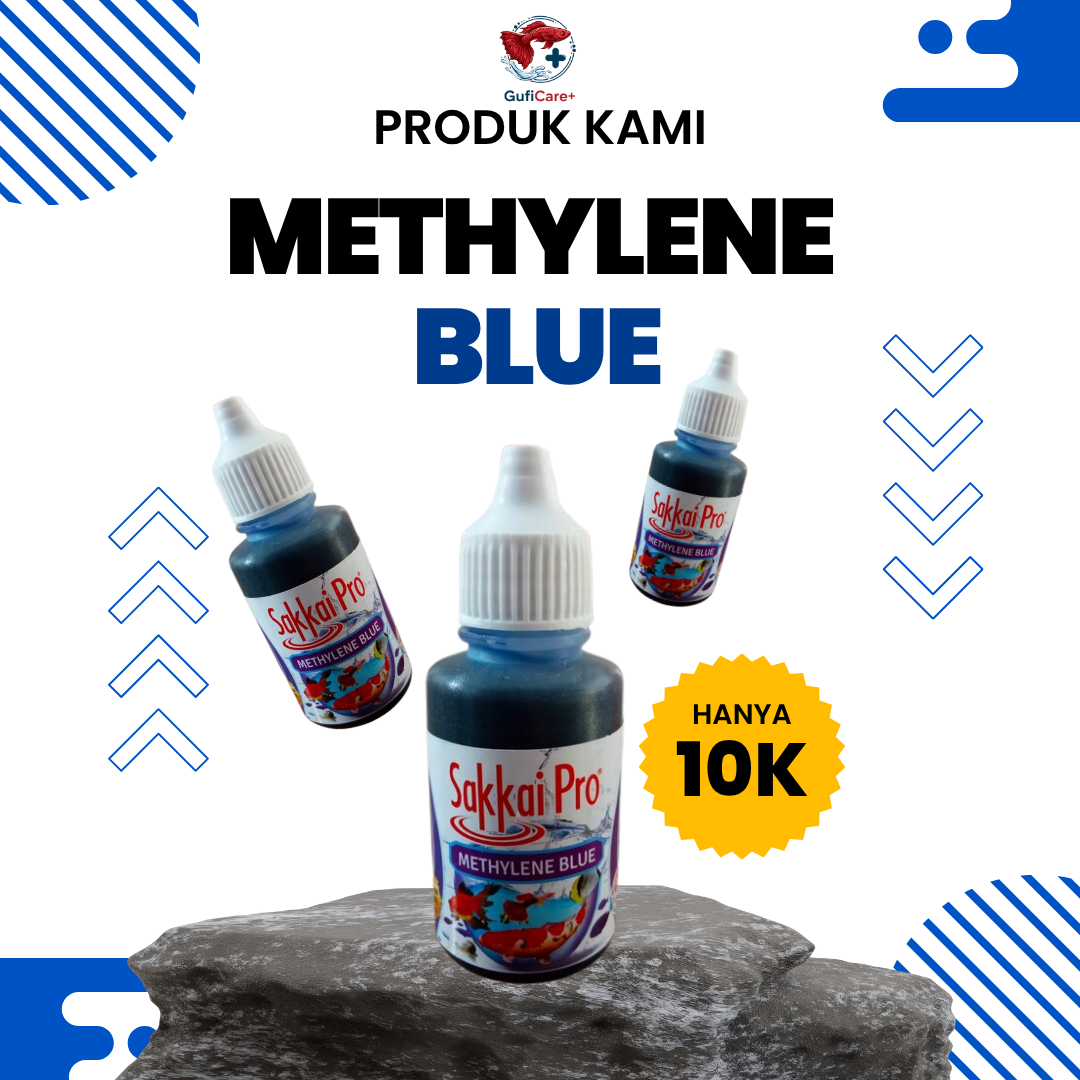 GufiCare+
PRODUK KAMI
METHYLENE
BLUE
Sakkai Pro®
METHYLENE BLUE
Sakkai Pro®
METHYLENE BLUE
Sakkai Pro®
METHYLENE BLUE
HANYA
10K